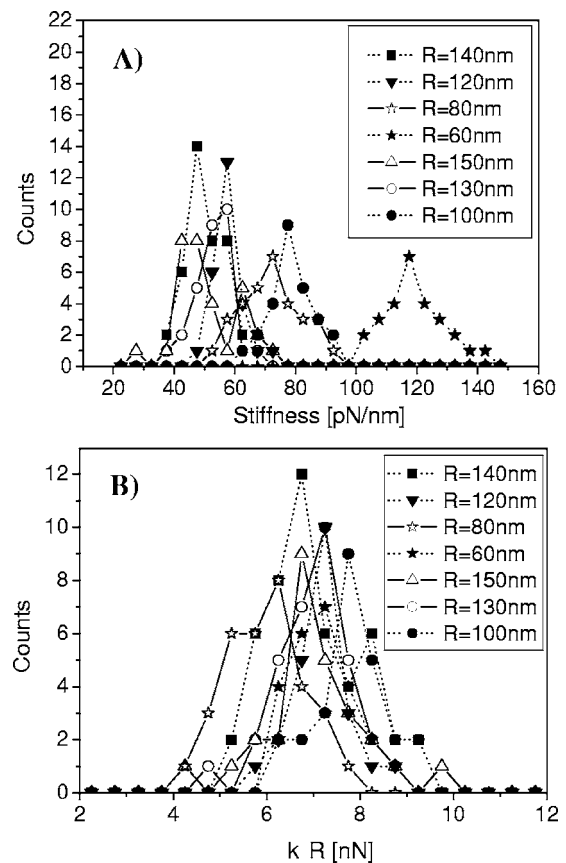 A)
R=140nm
R=120nm
R=80nm
R=60nm
R=150nm
R=130nm
R=100nm
22
20
18
16
14
12
10
8
6
4
2
0
Counts
20 40 60 80 100 120 140 160
Stiffness [pN/nm]
B)
R=140nm
R=120nm
R=80nm
R=60nm
R=150nm
R=130nm
R=100nm
12
10
8
6
4
2
0
Counts
2 4 6 8 10 12
k R [nN]